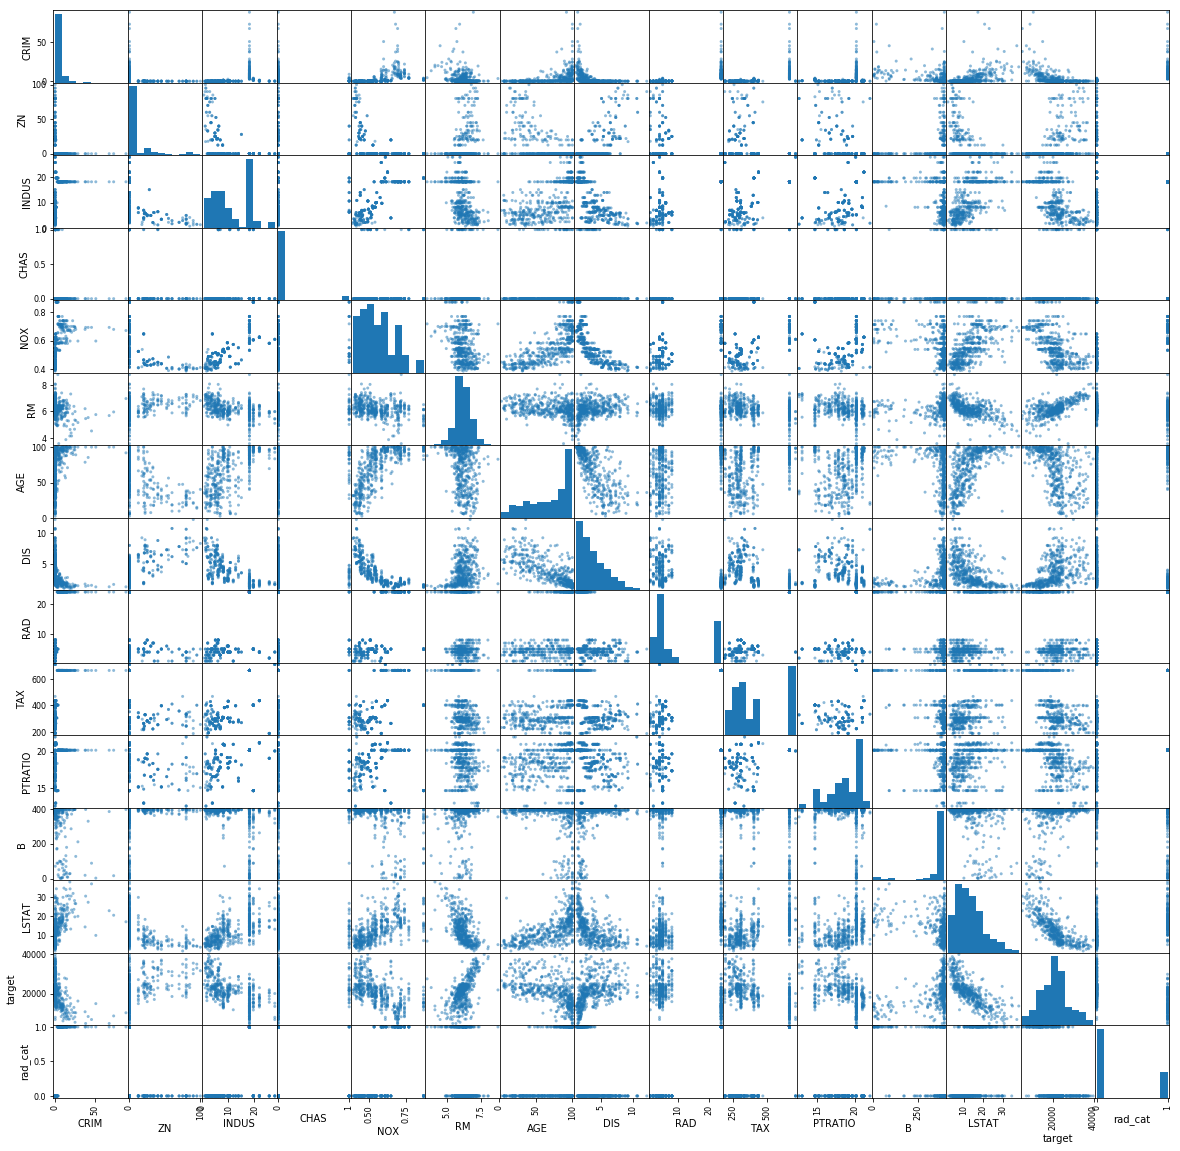 CRIM
50
0
ZN
100
50
0
INDUS
20
10
0
CHAS
1.0
0.5
0.0
NOX
0.8
0.6
0.4
RM
8
6
4
AGE
100
50
0
DIS
10
5
RAD
20
10
TAX
600
400
200
PTRATIO
20
15
B
400
200
0
LSTAT
30
20
10
target
40000
20000
rad_cat
1.0
0.5
0.0
0 50 0 100 0 10 20 0 1 0.50 0.75 5.0 7.5 0 50 100 5 10 10 20 250 500 15 20 0 250 10 20 30 20000 40000 0 1
CRIM ZN INDUS CHAS NOX RM AGE DIS RAD TAX PTRATIO B LSTAT target rad_cat